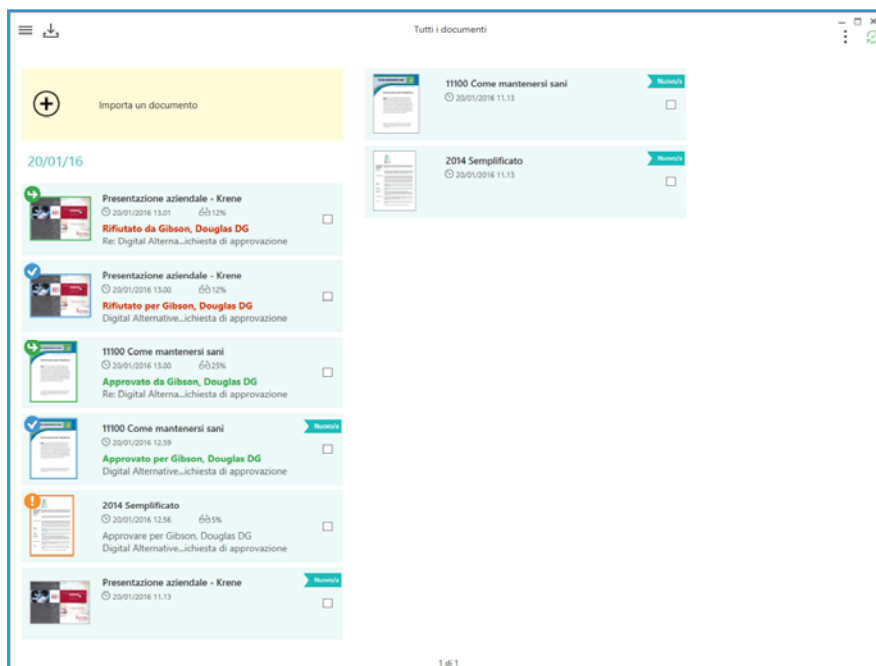 Tutti i documenti
Importa un documento
20/01/16
Presentazione aziendale - Krene
20/01/2016 13.01 12%
Rifiutato da Gibson, Douglas DG
Re: Digital Alterna...ichiesta di approvazione
Presentazione aziendale - Krene
20/01/2016 13.00 12%
Rifiutato per Gibson, Douglas DG
Digital Alternative...ichiesta di approvazione
11100 Come mantenersi sani
20/01/2016 13.00 25%
Approvato da Gibson, Douglas DG
Re: Digital Alterna...ichiesta di approvazione
11100 Come mantenersi sani
Nuovo/a
20/01/2016 12.59
Approvato per Gibson, Douglas DG
Digital Alternative...ichiesta di approvazione
2014 Semplificato
20/01/2016 12.56 5%
Approvare per Gibson, Douglas DG
Digital Alternative...ichiesta di approvazione
Presentazione aziendale - Krene
Nuovo/a
20/01/2016 11.13
11100 Come mantenersi sani
Nuovo/a
20/01/2016 11.13
2014 Semplificato
Nuovo/a
20/01/2016 11.13
1 di 1